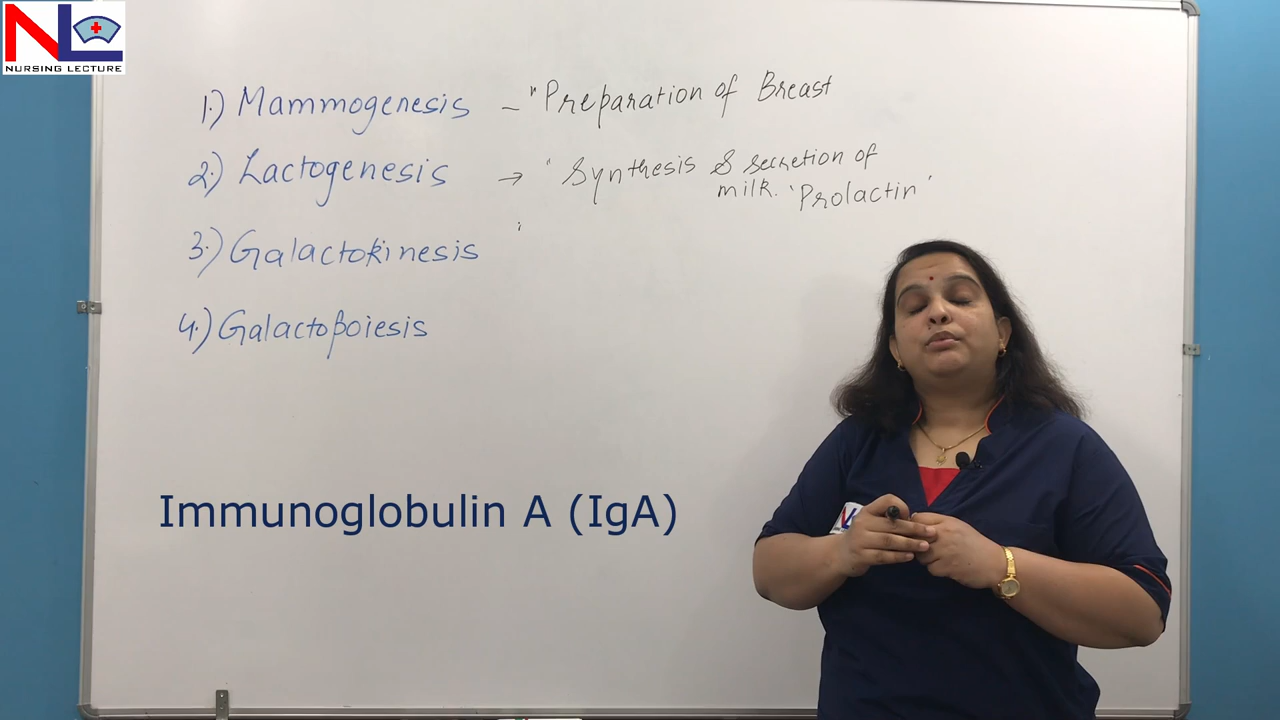 NL
NURSING LECTURE
1.) Mammogenesis – "Preparation of Breast
2.) Lactogenesis → " Synthesis & secretion of
milk. 'Prolactin'
3.) Galactokinesis "
4.) Galactopoiesis
Immunoglobulin A (IgA)
NL